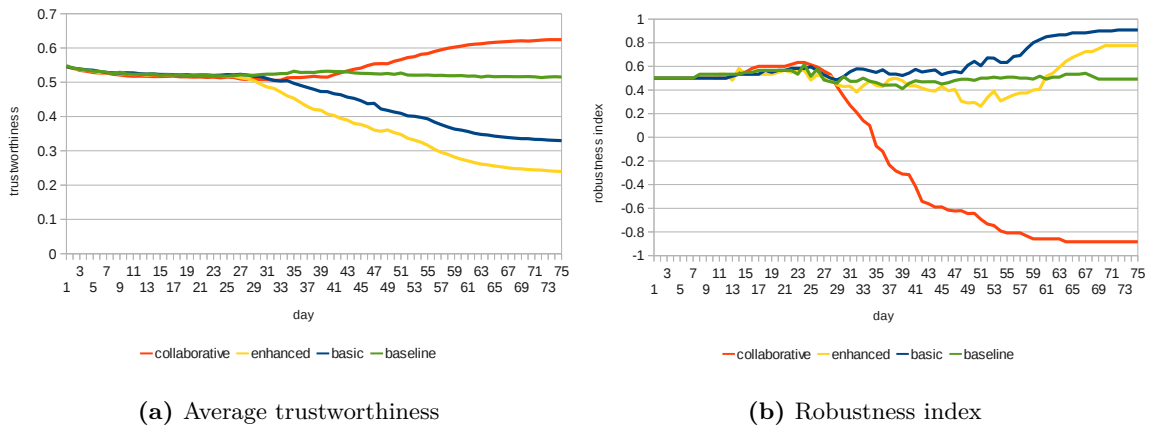 0.7
0.6
0.5
0.4
0.3
0.2
0.1
0
trustworthiness
3 7 11 15 19 23 27 31 35 39 43 47 51 55 59 63 67 71 75
1 5 9 13 17 21 25 29 33 37 41 45 49 53 57 61 65 69 73
day
collaborative enhanced basic baseline
(a) Average trustworthiness
1
0.8
0.6
0.4
0.2
0
-0.2
-0.4
-0.6
-0.8
-1
robustness index
3 7 11 15 19 23 27 31 35 39 43 47 51 55 59 63 67 71 75
1 5 9 13 17 21 25 29 33 37 41 45 49 53 57 61 65 69 73
day
collaborative enhanced basic baseline
(b) Robustness index